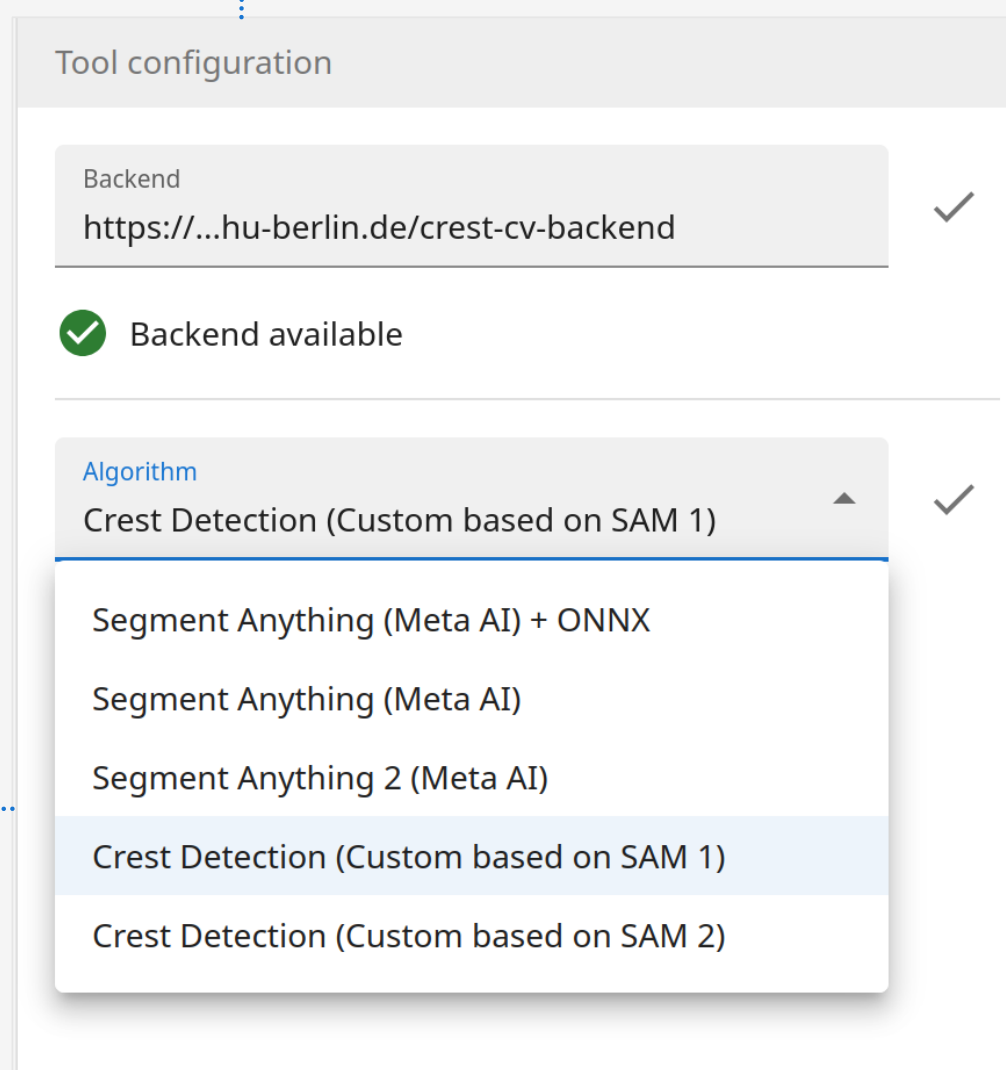 Tool configuration
Backend
https://...hu-berlin.de/crest-cv-backend
Backend available
Algorithm
Crest Detection (Custom based on SAM 1)
Segment Anything (Meta AI) + ONNX
Segment Anything (Meta AI)
Segment Anything 2 (Meta AI)
Crest Detection (Custom based on SAM 1)
Crest Detection (Custom based on SAM 2)